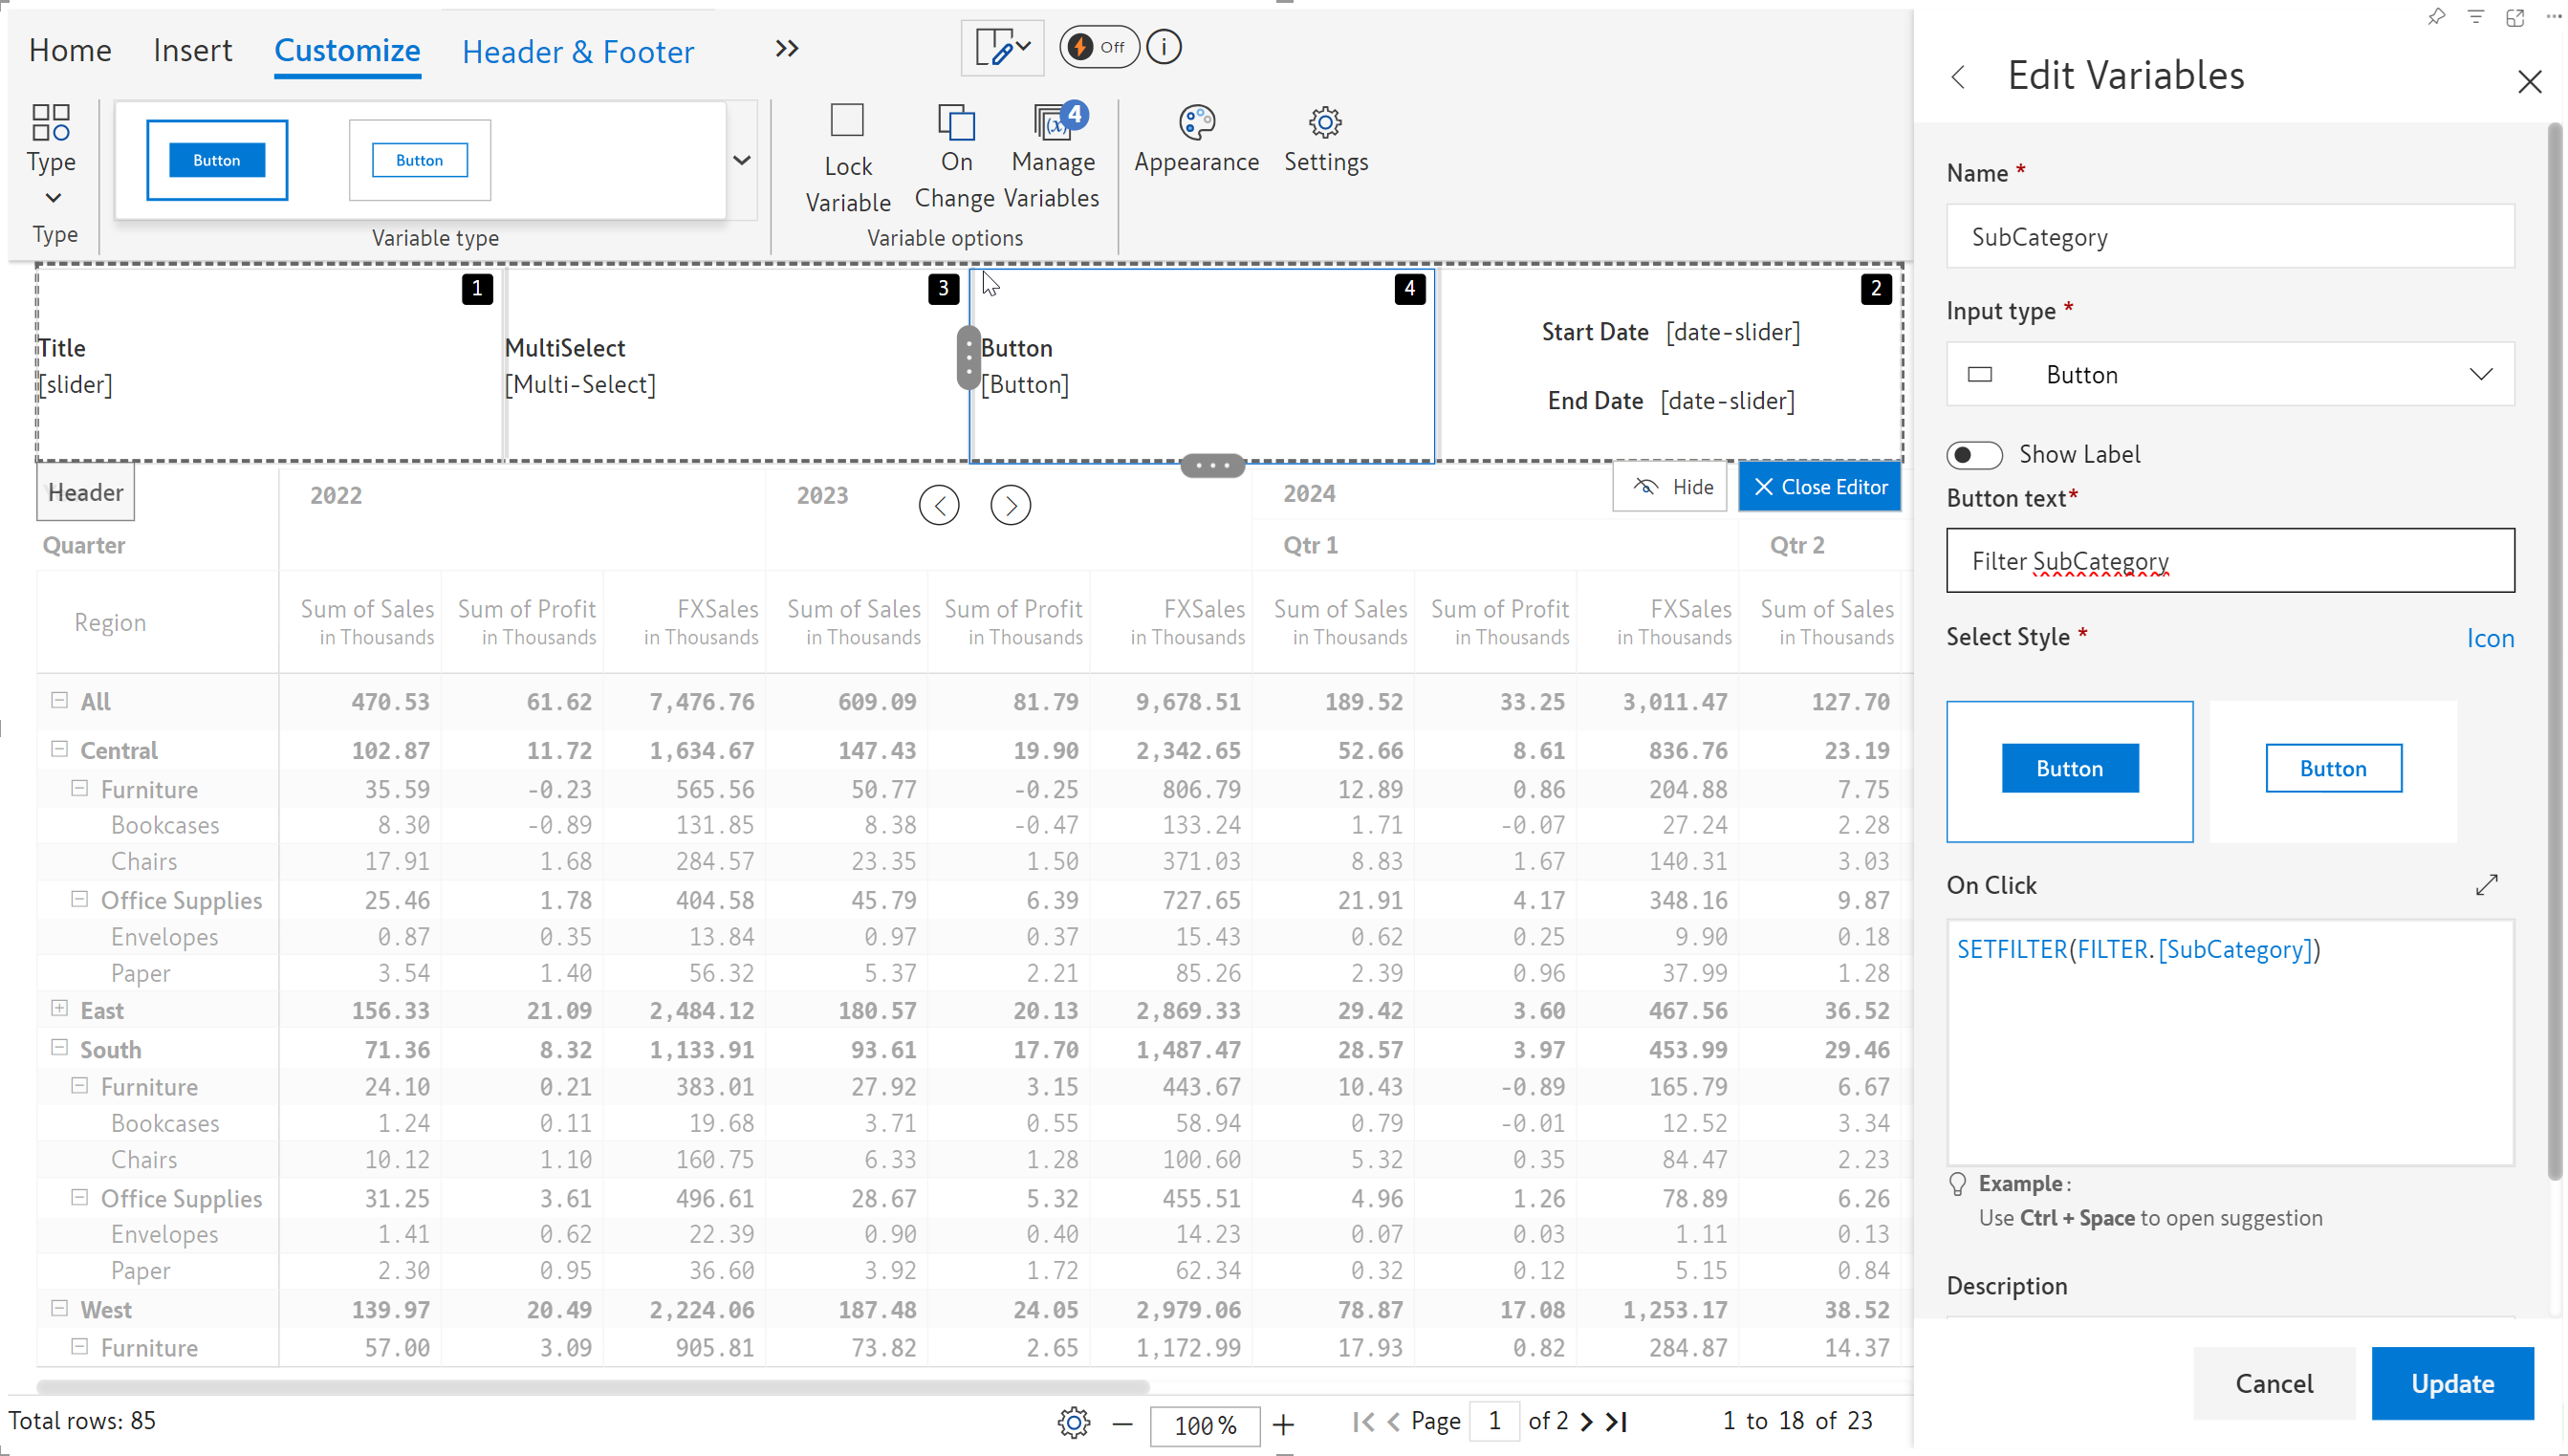 Home Insert Customize Header & Footer Off i
Type
Type
Button Button
Variable type
Lock Variable
On Change
4
Manage Variables
Variable options
Appearance
Settings
1 3 4 2
Title
[slider]
MultiSelect
[Multi-Select]
Button
[Button]
Start Date [date-slider]
End Date [date-slider]
Header
Hide Close Editor
2022 2023 2024
Quarter Qtr 1 Qtr 2
Region Sum of Sales Sum of Profit FXSales Sum of Sales Sum of Profit FXSales Sum of Sales Sum of Profit FXSales Sum of Sales
in Thousands in Thousands in Thousands in Thousands in Thousands in Thousands in Thousands in Thousands in Thousands in Thousands
All 470.53 61.62 7,476.76 609.09 81.79 9,678.51 189.52 33.25 3,011.47 127.70
Central 102.87 11.72 1,634.67 147.43 19.90 2,342.65 52.66 8.61 836.76 23.19
Furniture 35.59 -0.23 565.56 50.77 -0.25 806.79 12.89 0.86 204.88 7.75
Bookcases 8.30 -0.89 131.85 8.38 -0.47 133.24 1.71 -0.07 27.24 2.28
Chairs 17.91 1.68 284.57 23.35 1.50 371.03 8.83 1.67 140.31 3.03
Office Supplies 25.46 1.78 404.58 45.79 6.39 727.65 21.91 4.17 348.16 9.87
Envelopes 0.87 0.35 13.84 0.97 0.37 15.43 0.62 0.25 9.90 0.18
Paper 3.54 1.40 56.32 5.37 2.21 85.26 2.39 0.96 37.99 1.28
East 156.33 21.09 2,484.12 180.57 20.13 2,869.33 29.42 3.60 467.56 36.52
South 71.36 8.32 1,133.91 93.61 17.70 1,487.47 28.57 3.97 453.99 29.46
Furniture 24.10 0.21 383.01 27.92 3.15 443.67 10.43 -0.89 165.79 6.67
Bookcases 1.24 0.11 19.68 3.71 0.55 58.94 0.79 -0.01 12.52 3.34
Chairs 10.12 1.10 160.75 6.33 1.28 100.60 5.32 0.35 84.47 2.23
Office Supplies 31.25 3.61 496.61 28.67 5.32 455.51 4.96 1.26 78.89 6.26
Envelopes 1.41 0.62 22.39 0.90 0.40 14.23 0.07 0.03 1.11 0.13
Paper 2.30 0.95 36.60 3.92 1.72 62.34 0.32 0.12 5.15 0.84
West 139.97 20.49 2,224.06 187.48 24.05 2,979.06 78.87 17.08 1,253.17 38.52
Furniture 57.00 3.09 905.81 73.82 2.65 1,172.99 17.93 0.82 284.87 14.37
Total rows: 85 100% Page 1 of 2 1 to 18 of 23
Edit Variables
Name *
SubCategory
Input type *
Button
Show Label
Button text*
Filter SubCategory
Select Style * Icon
Button Button
On Click
SETFILTER(FILTER.[SubCategory])
Example :
Use Ctrl + Space to open suggestion
Description
Cancel Update